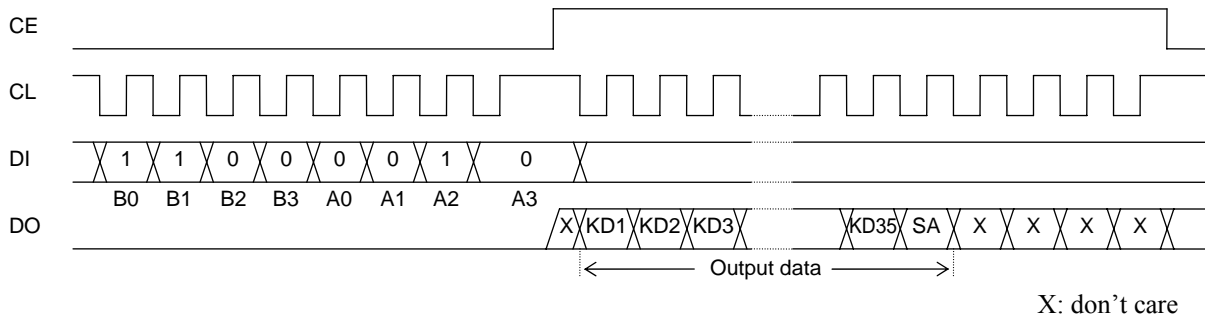 CE
CL
DI 1 1 0 0 0 0 1 0
B0 B1 B2 B3 A0 A1 A2 A3
DO X KD1 KD2 KD3 KD35 SA X X X X
Output data
X: don't care